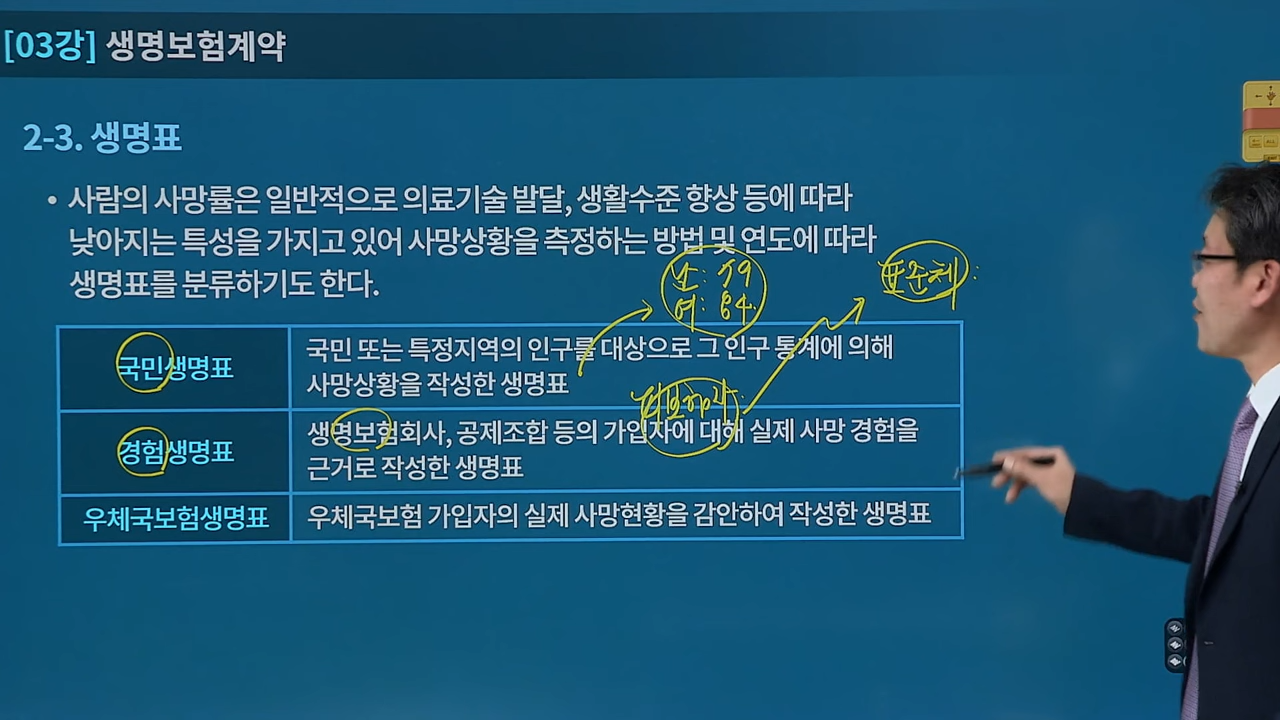 [03강] 생명보험계약
2-3. 생명표
• 사람의 사망률은 일반적으로 의료기술 발달, 생활수준 향상 등에 따라
낮아지는 특성을 가지고 있어 사망상황을 측정하는 방법 및 연도에 따라
생명표를 분류하기도 한다.
남: 79
여: 84
표준체:
국민생명표
국민 또는 특정지역의 인구를 대상으로 그 인구 통계에 의해
사망상황을 작성한 생명표
피보험자:
경험생명표
생명보험회사, 공제조합 등의 가입자에 대해 실제 사망 경험을
근거로 작성한 생명표
우체국보험생명표
우체국보험 가입자의 실제 사망현황을 감안하여 작성한 생명표